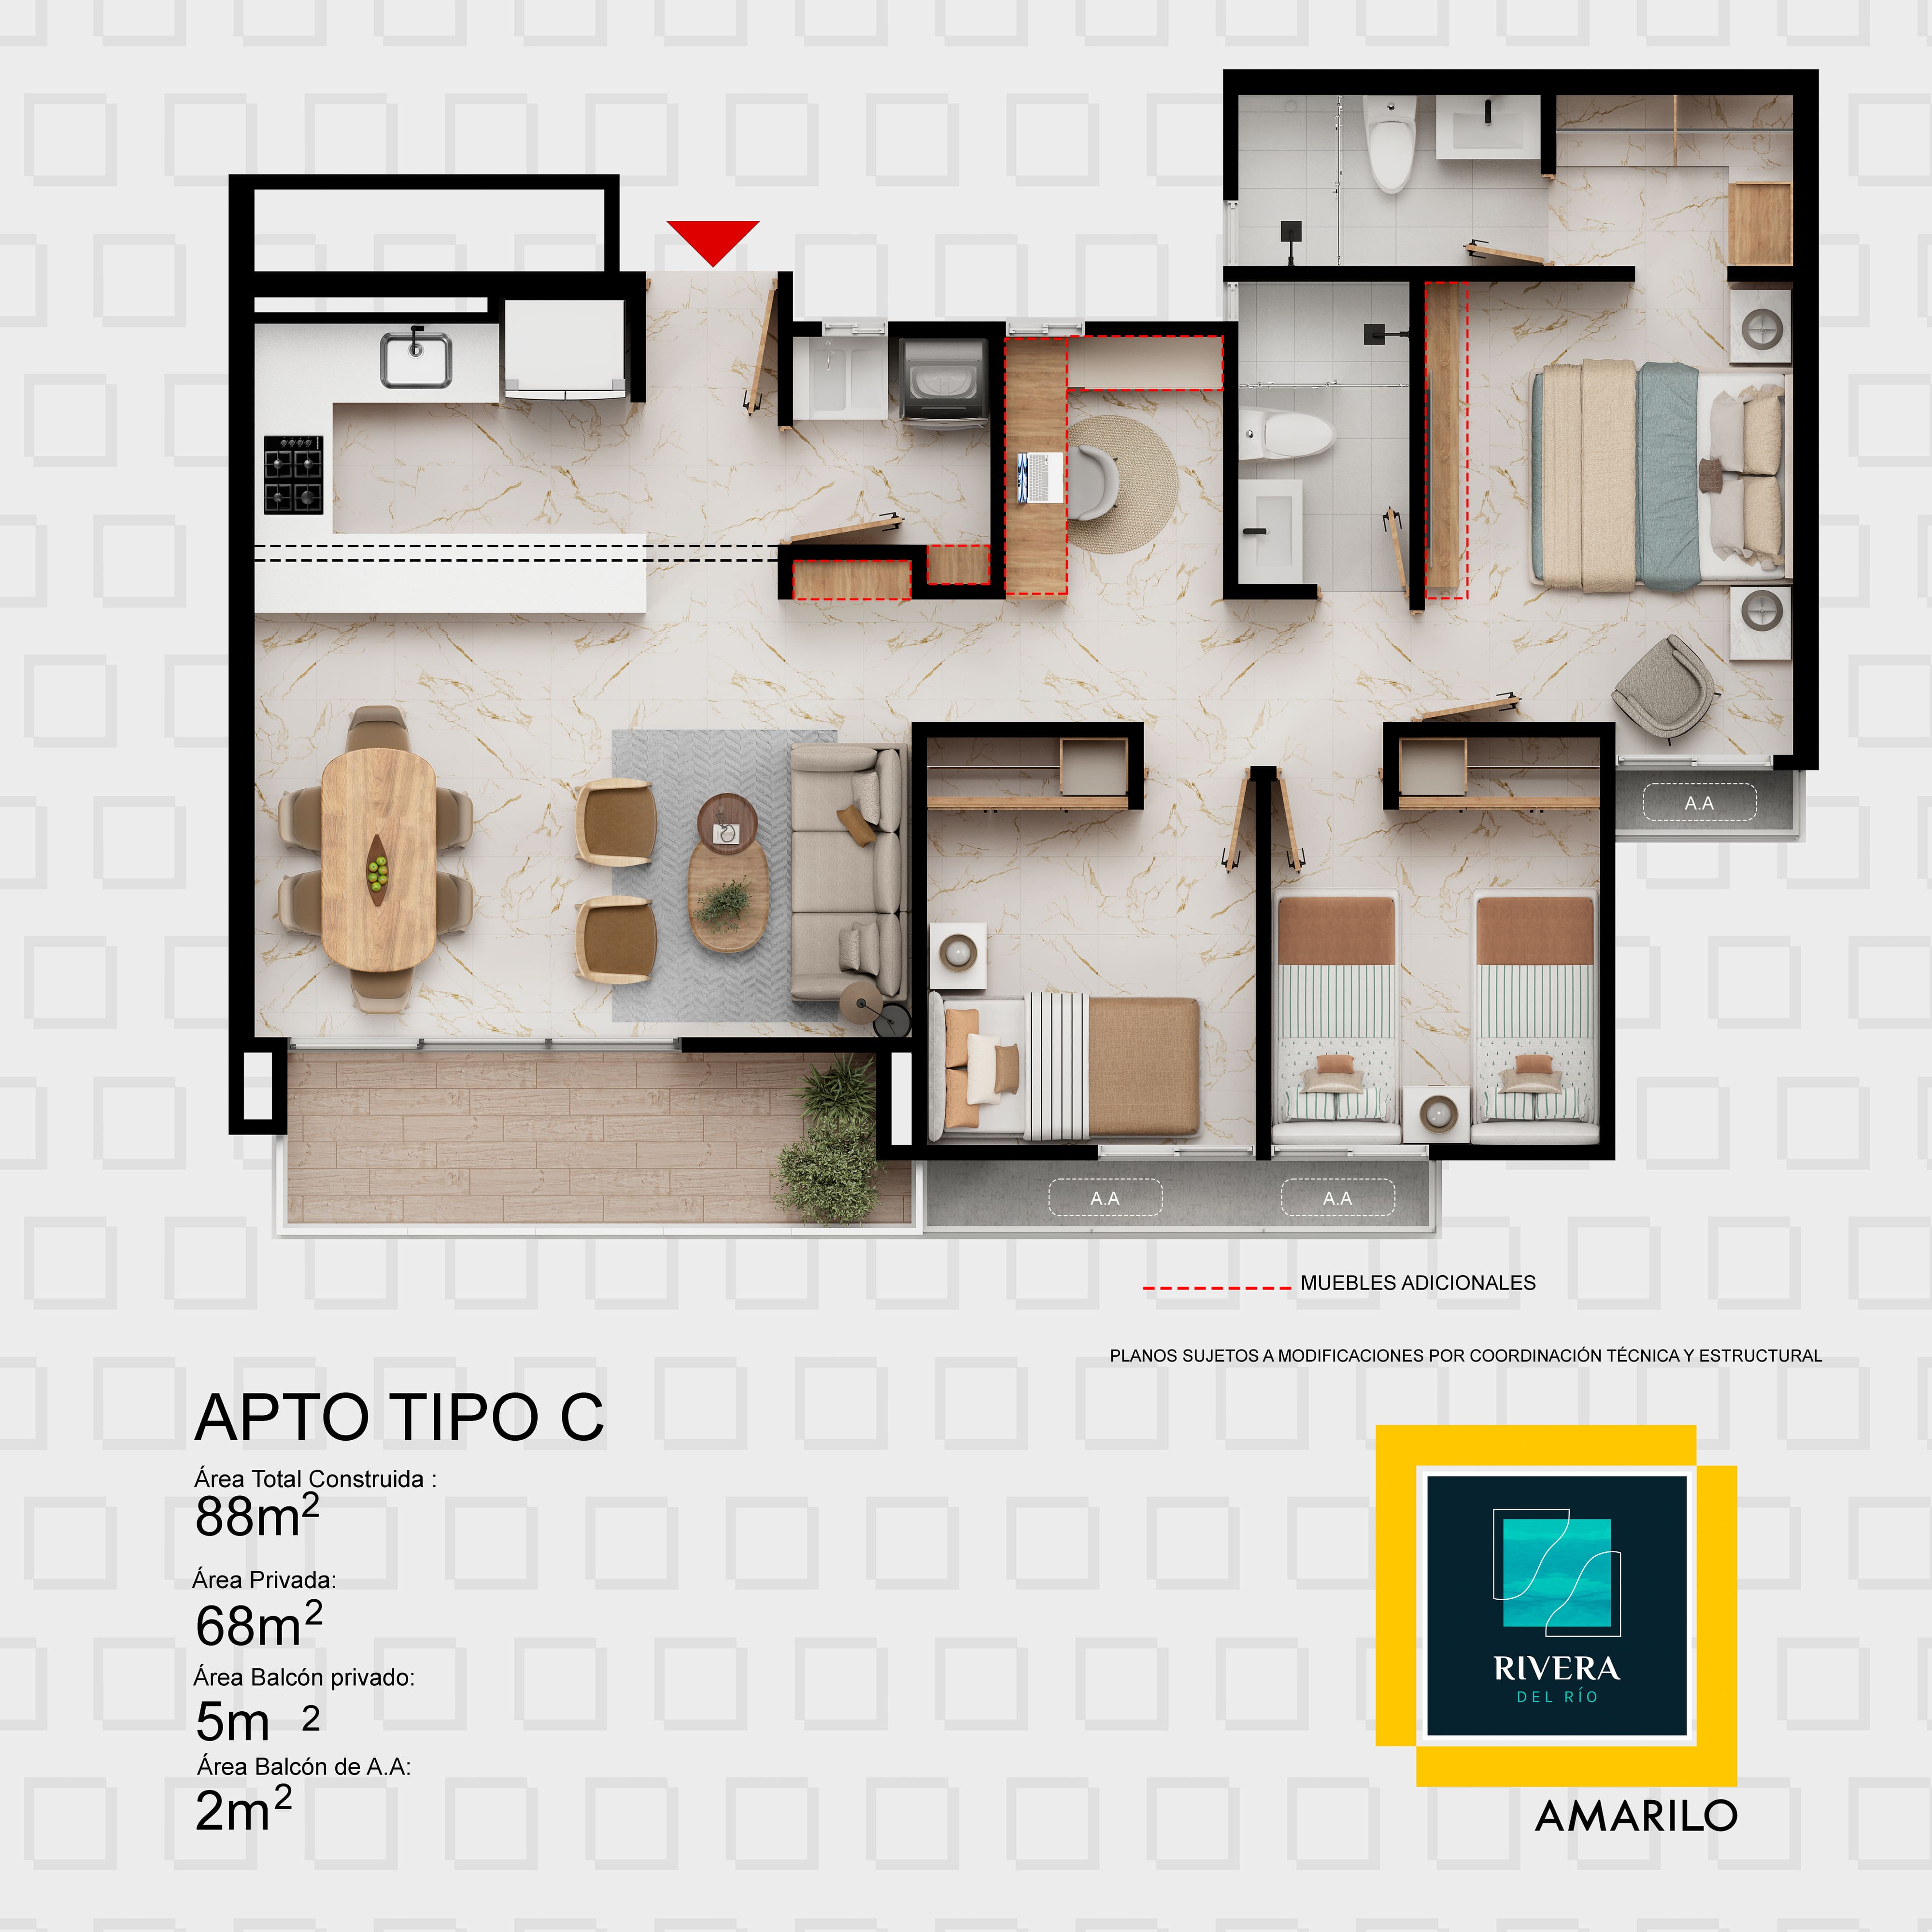 A.A
A.A
A.A
MUEBLES ADICIONALES
PLANOS SUJETOS A MODIFICACIONES POR COORDINACIÓN TÉCNICA Y ESTRUCTURAL
APTO TIPO C
Área Total Construida :
88m²
Área Privada:
68m²
Área Balcón privado:
5m ²
Área Balcón de A.A:
2m²
RIVERA
DEL RÍO
AMARILO